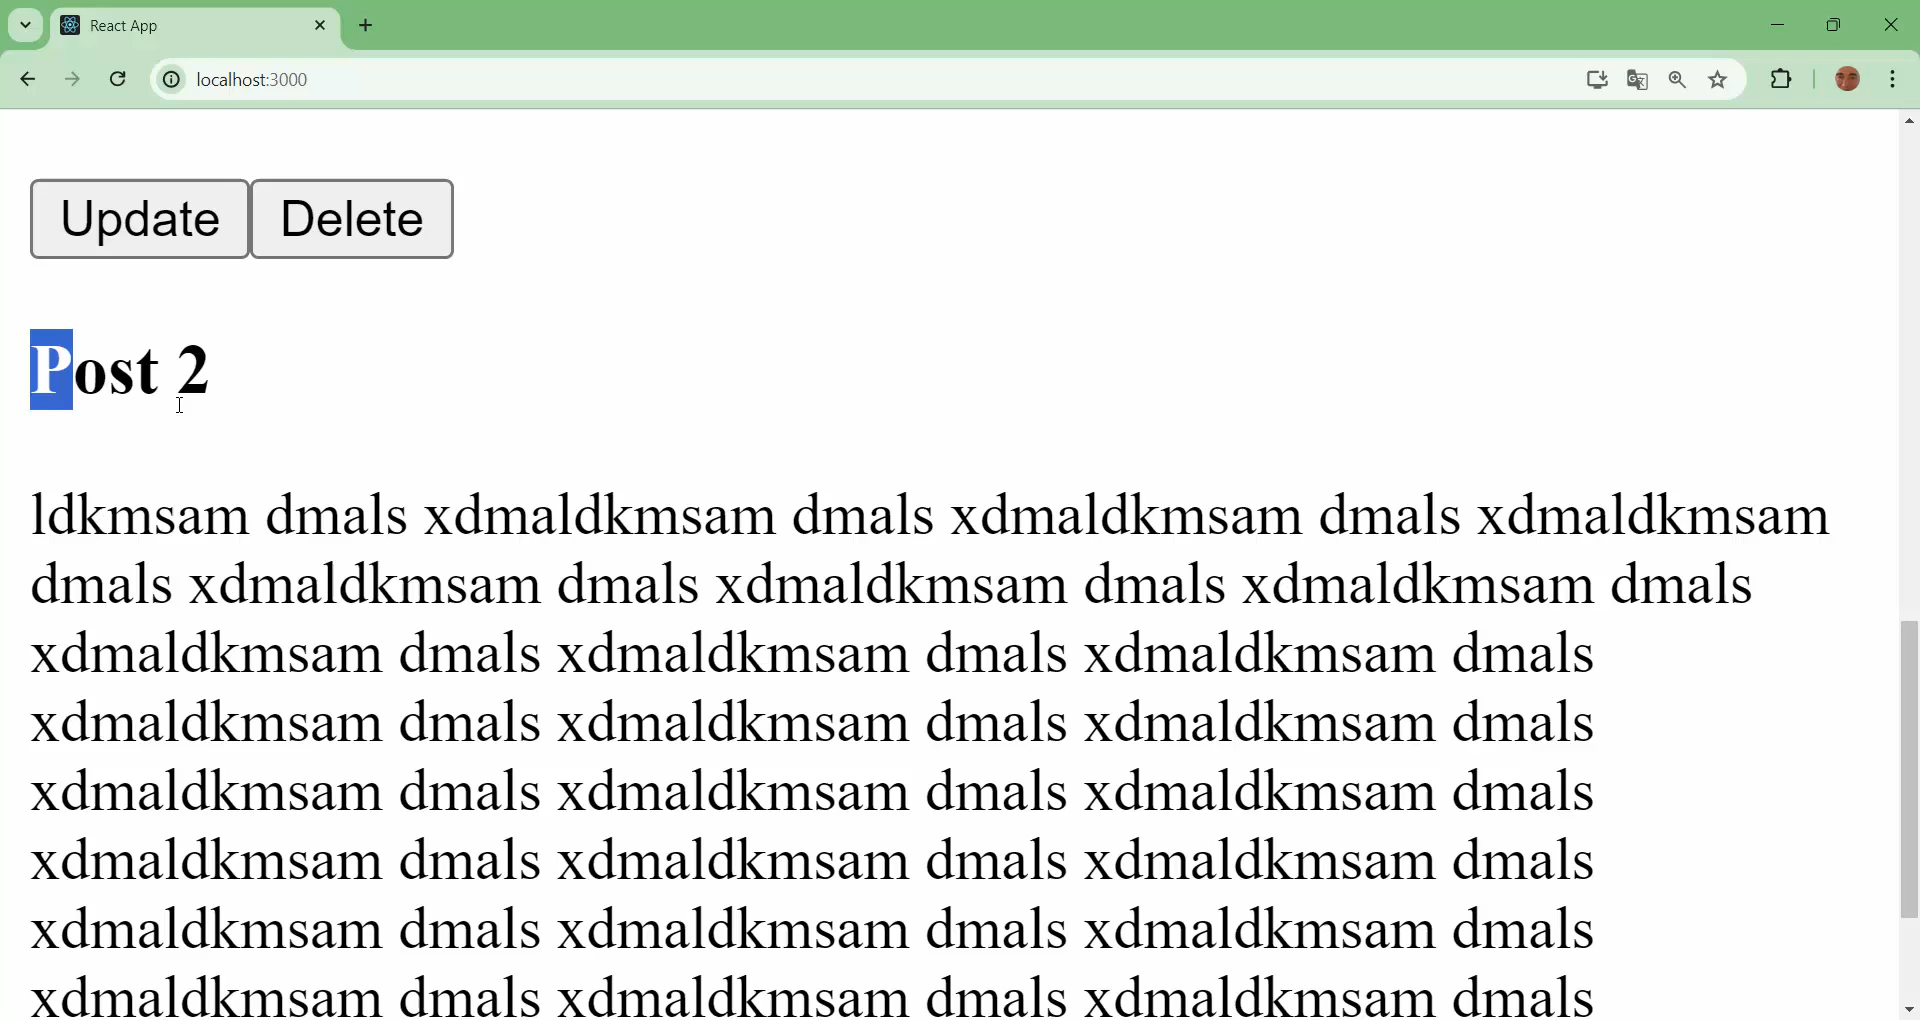 React App
localhost:3000
Update Delete
Post 2
ldkmsam dmals xdmaldkmsam dmals xdmaldkmsam dmals xdmaldkmsam
dmals xdmaldkmsam dmals xdmaldkmsam dmals xdmaldkmsam dmals
xdmaldkmsam dmals xdmaldkmsam dmals xdmaldkmsam dmals
xdmaldkmsam dmals xdmaldkmsam dmals xdmaldkmsam dmals
xdmaldkmsam dmals xdmaldkmsam dmals xdmaldkmsam dmals
xdmaldkmsam dmals xdmaldkmsam dmals xdmaldkmsam dmals
xdmaldkmsam dmals xdmaldkmsam dmals xdmaldkmsam dmals
xdmaldkmsam dmals xdmaldkmsam dmals xdmaldkmsam dmals